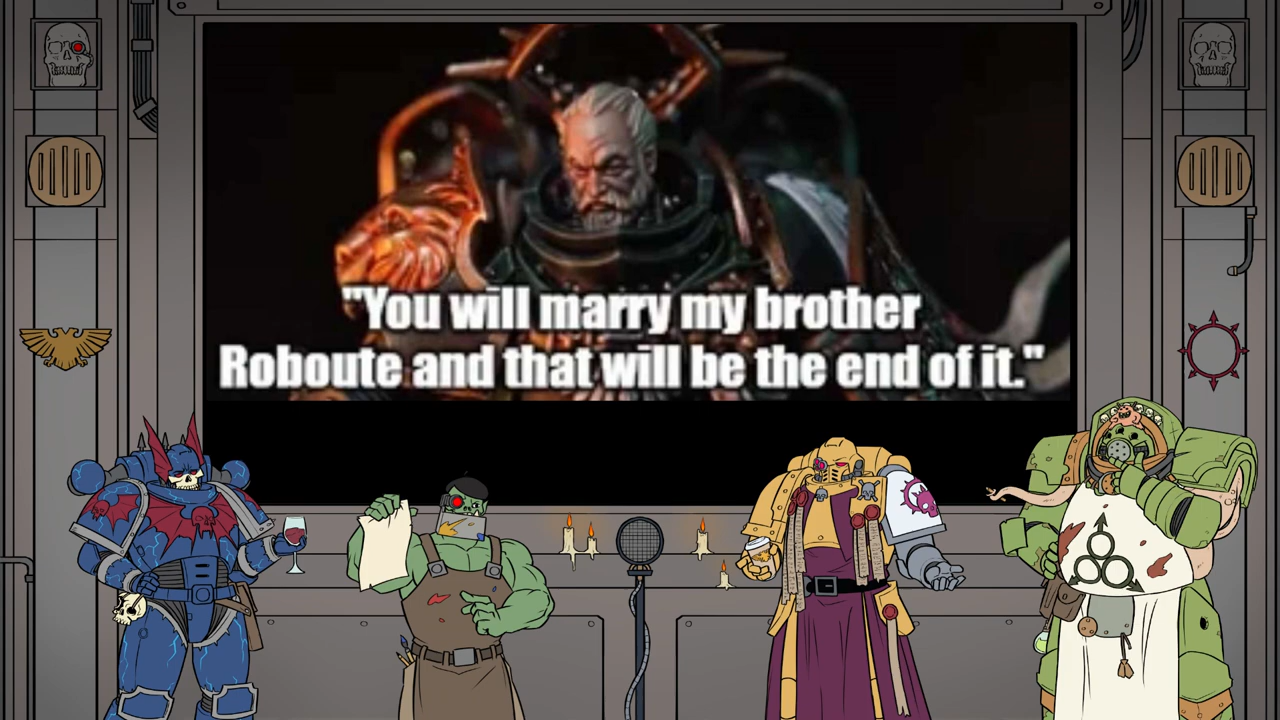 "You will marry my brother
Roboute and that will be the end of it."